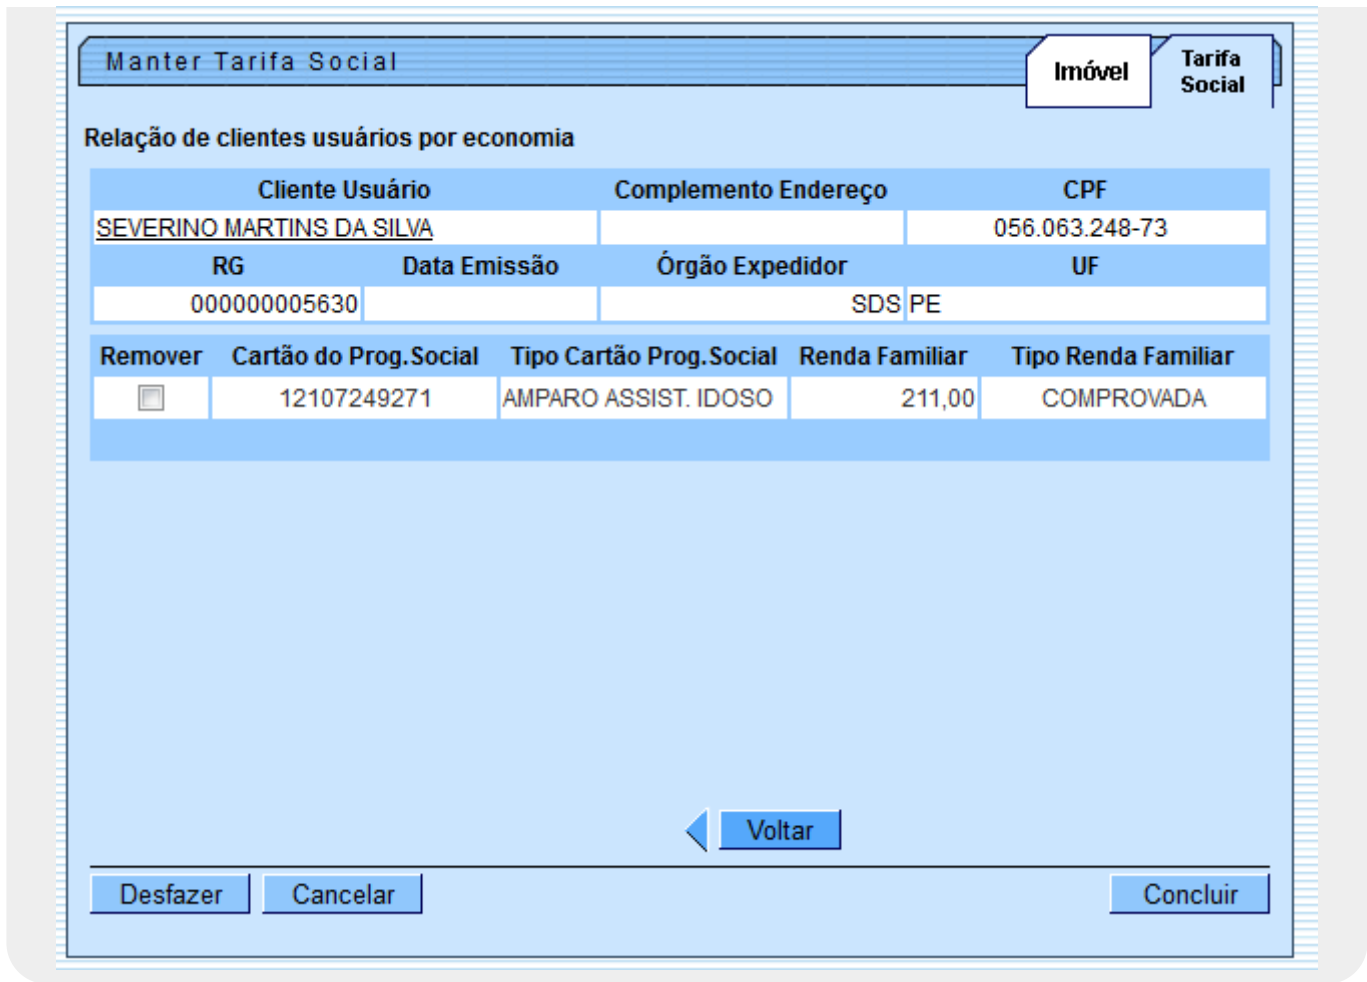 Manter Tarifa Social
Imóvel
Tarifa Social
Relação de clientes usuários por economia
Cliente Usuário Complemento Endereço CPF
SEVERINO MARTINS DA SILVA 056.063.248-73
RG Data Emissão Órgão Expedidor UF
000000005630 SDS PE
Remover Cartão do Prog.Social Tipo Cartão Prog.Social Renda Familiar Tipo Renda Familiar
12107249271 AMPARO ASSIST. IDOSO 211,00 COMPROVADA
Voltar
Desfazer Cancelar Concluir